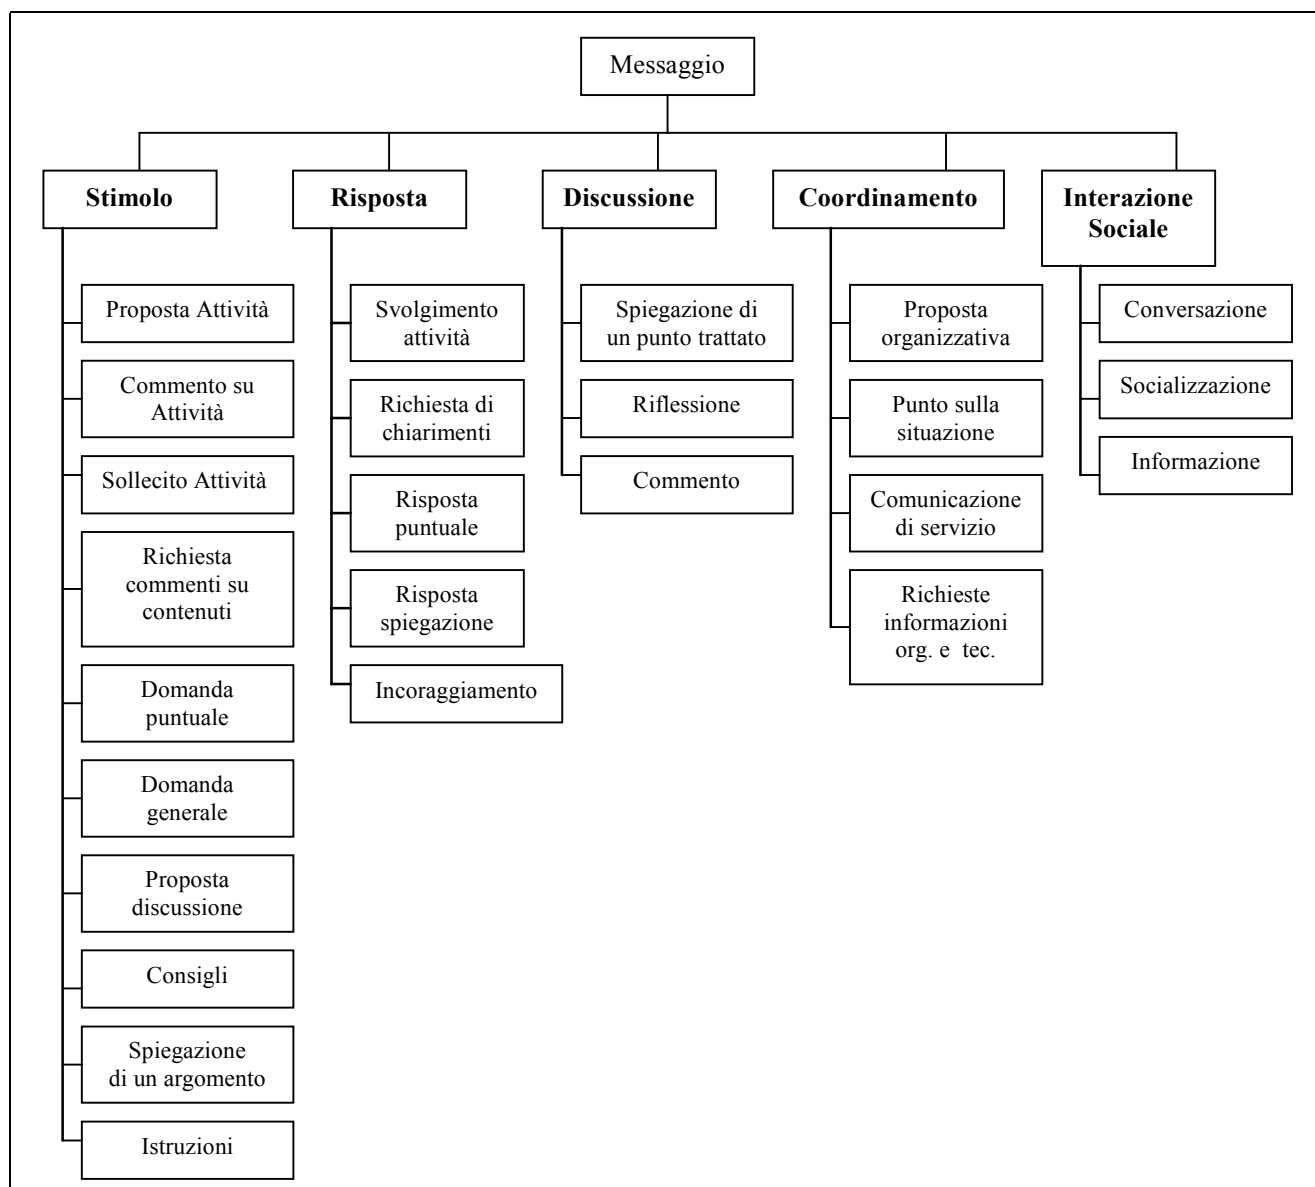 Messaggio
Stimolo
Proposta Attività
Commento su
Attività
Sollecito Attività
Richiesta
commenti su
contenuti
Domanda
puntuale
Domanda
generale
Proposta
discussione
Consigli
Spiegazione
di un argomento
Istruzioni
Risposta
Svolgimento
attività
Richiesta di
chiarimenti
Risposta
puntuale
Risposta
spiegazione
Incoraggiamento
Discussione
Spiegazione di
un punto trattato
Riflessione
Commento
Coordinamento
Proposta
organizzativa
Punto sulla
situazione
Comunicazione
di servizio
Richieste
informazioni
org. e tec.
Interazione
Sociale
Conversazione
Socializzazione
Informazione